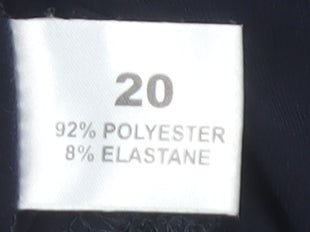 20
92% POLYESTER
8% ELASTANE